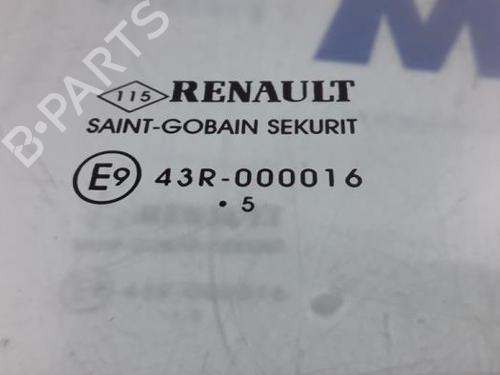 115 RENAULT
SAINT-GOBAIN SEKURIT
E9 43R-000016
. 5
B-PARTS